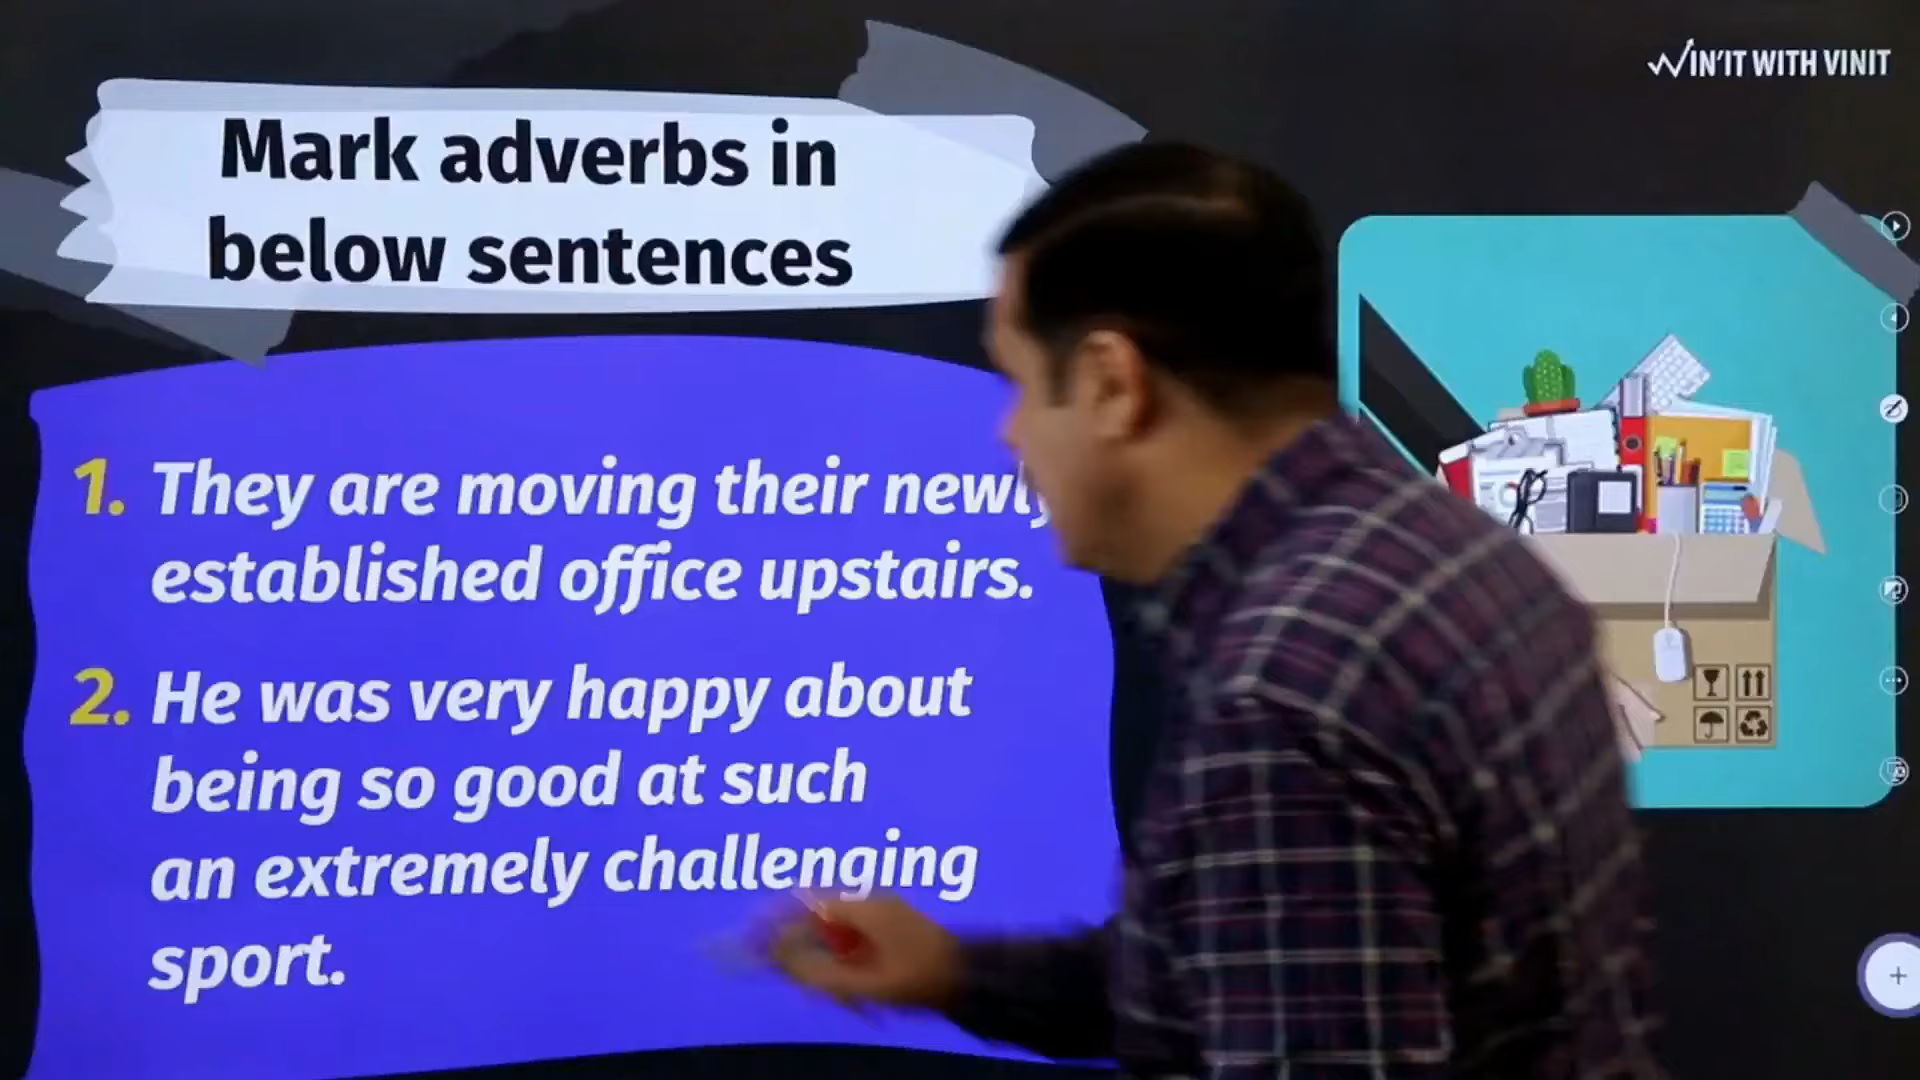 WIN'IT WITH VINIT
Mark adverbs in
below sentences
1. They are moving their newly
established office upstairs.
2. He was very happy about
being so good at such
an extremely challenging
sport.